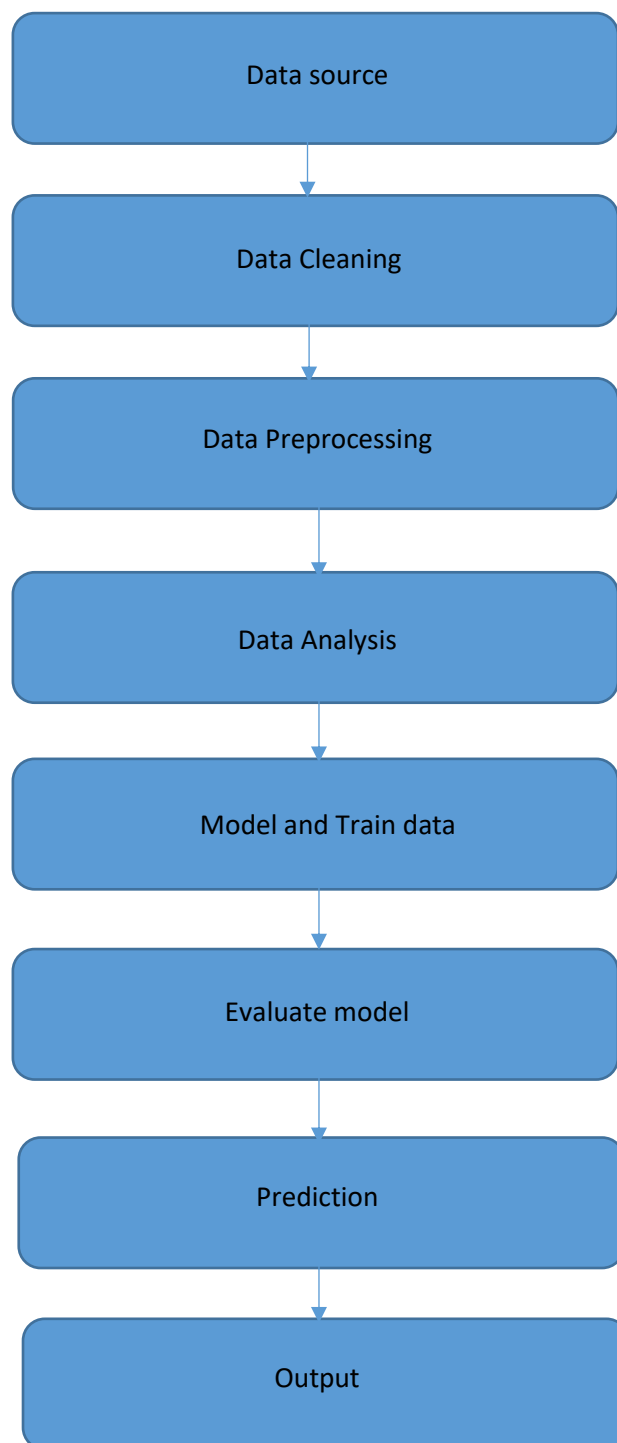 Data source
Data Cleaning
Data Preprocessing
Data Analysis
Model and Train data
Evaluate model
Prediction
Output